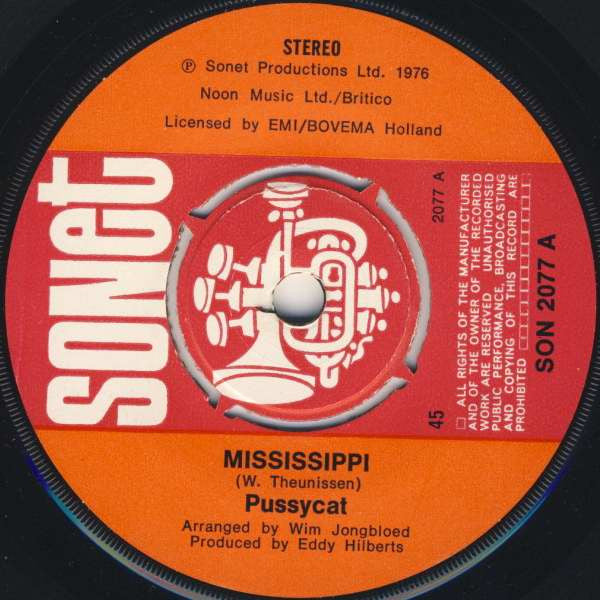 STEREO
℗ Sonet Productions Ltd. 1976
Noon Music Ltd./Britico
Licensed by EMI/BOVEMA Holland
sonet
2077 A
45
□ ALL RIGHTS OF THE MANUFACTURER
AND OF THE OWNER OF THE RECORDED
WORK ARE RESERVED UNAUTHORISED
PUBLIC PERFORMANCE, BROADCASTING
AND COPYING OF THIS RECORD ARE
PROHIBITED
SON 2077 A
MISSISSIPPI
(W. Theunissen)
Pussycat
Arranged by Wim Jongbloed
Produced by Eddy Hilberts